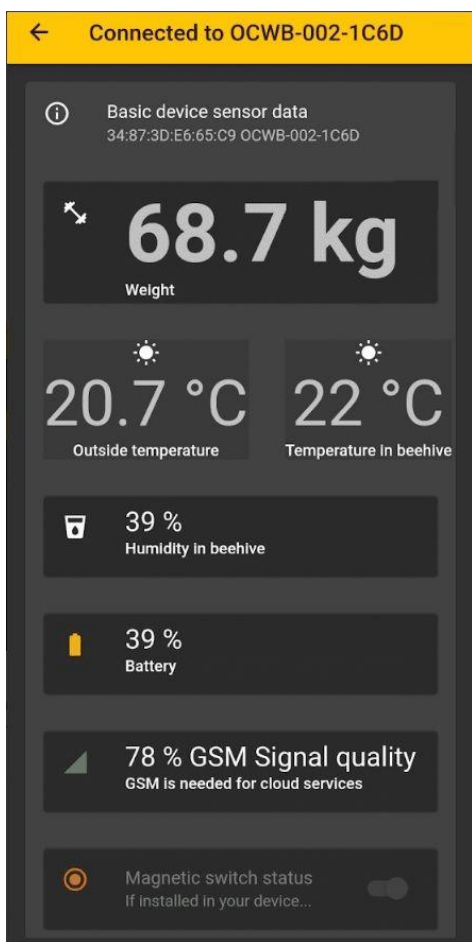 Connected to OCWB-002-1C6D
Basic device sensor data
34:87:3D:E6:65:C9 OCWB-002-1C6D
68.7 kg
Weight
20.7 °C
Outside temperature
22 °C
Temperature in beehive
39 %
Humidity in beehive
39 %
Battery
78 % GSM Signal quality
GSM is needed for cloud services
Magnetic switch status
If installed in your device...